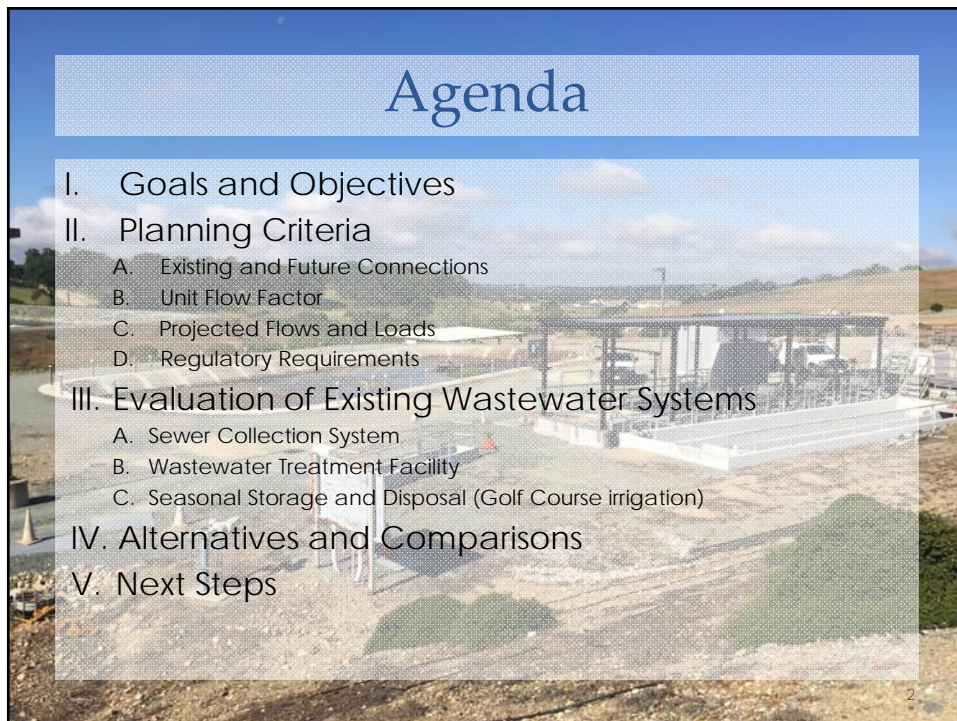 Agenda
I. Goals and Objectives
II. Planning Criteria
A. Existing and Future Connections
B. Unit Flow Factor
C. Projected Flows and Loads
D. Regulatory Requirements
III. Evaluation of Existing Wastewater Systems
A. Sewer Collection System
B. Wastewater Treatment Facility
C. Seasonal Storage and Disposal (Golf Course irrigation)
IV. Alternatives and Comparisons
V. Next Steps
2